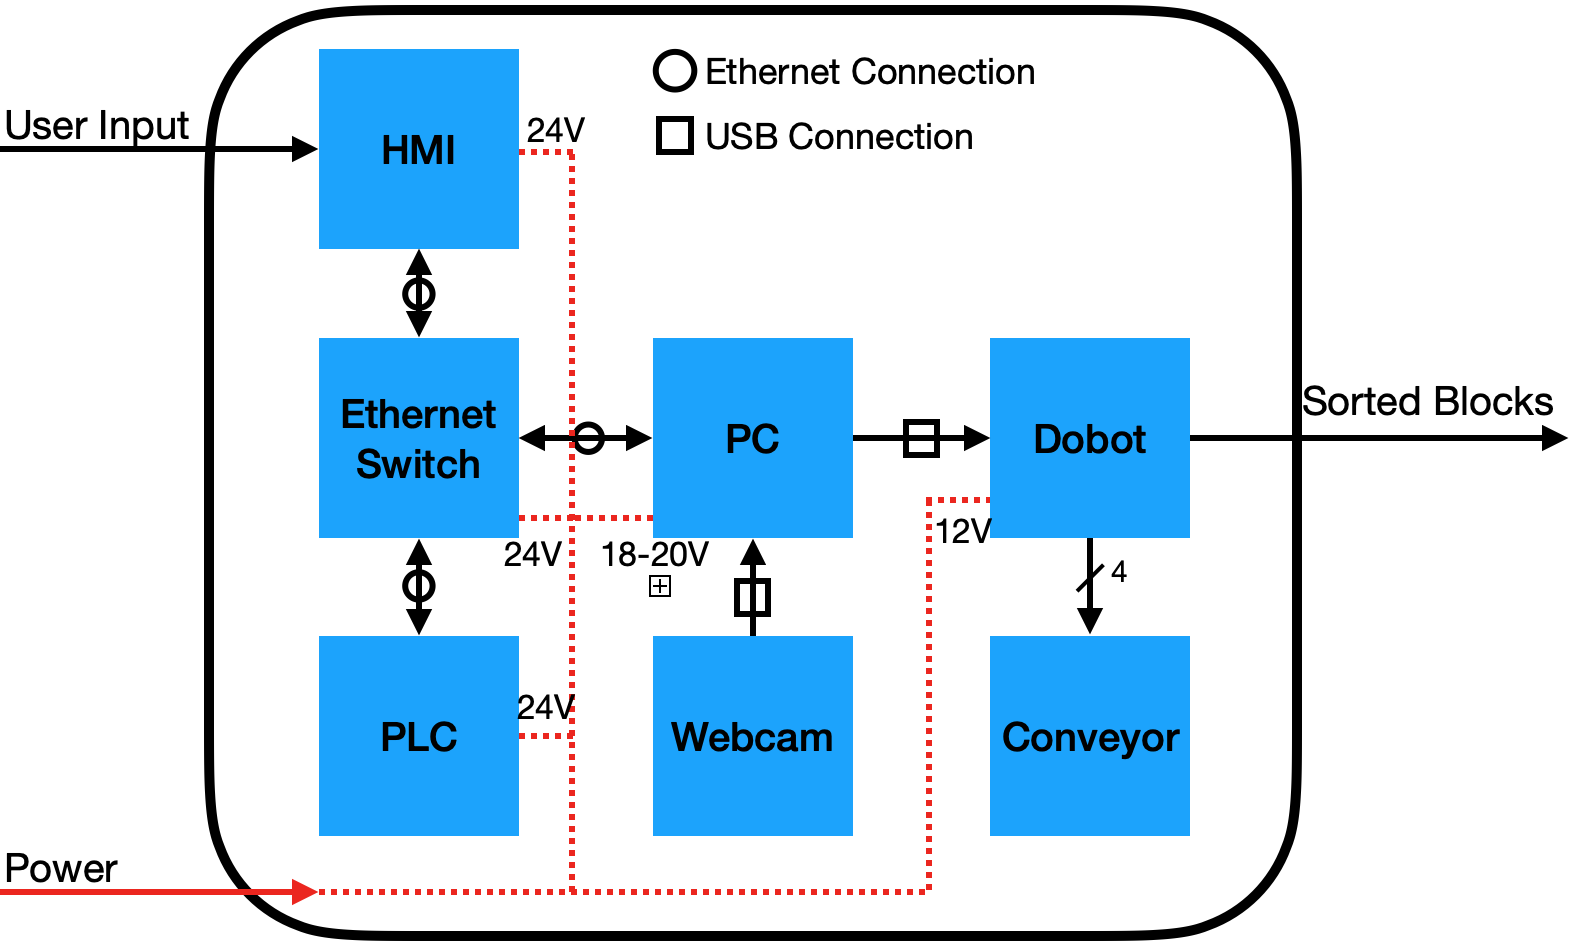 User Input
HMI
24V
Ethernet Connection
USB Connection
Ethernet
Switch
PC
Dobot
Sorted Blocks
24V
18-20V
12V
4
PLC
24V
Webcam
Conveyor
Power